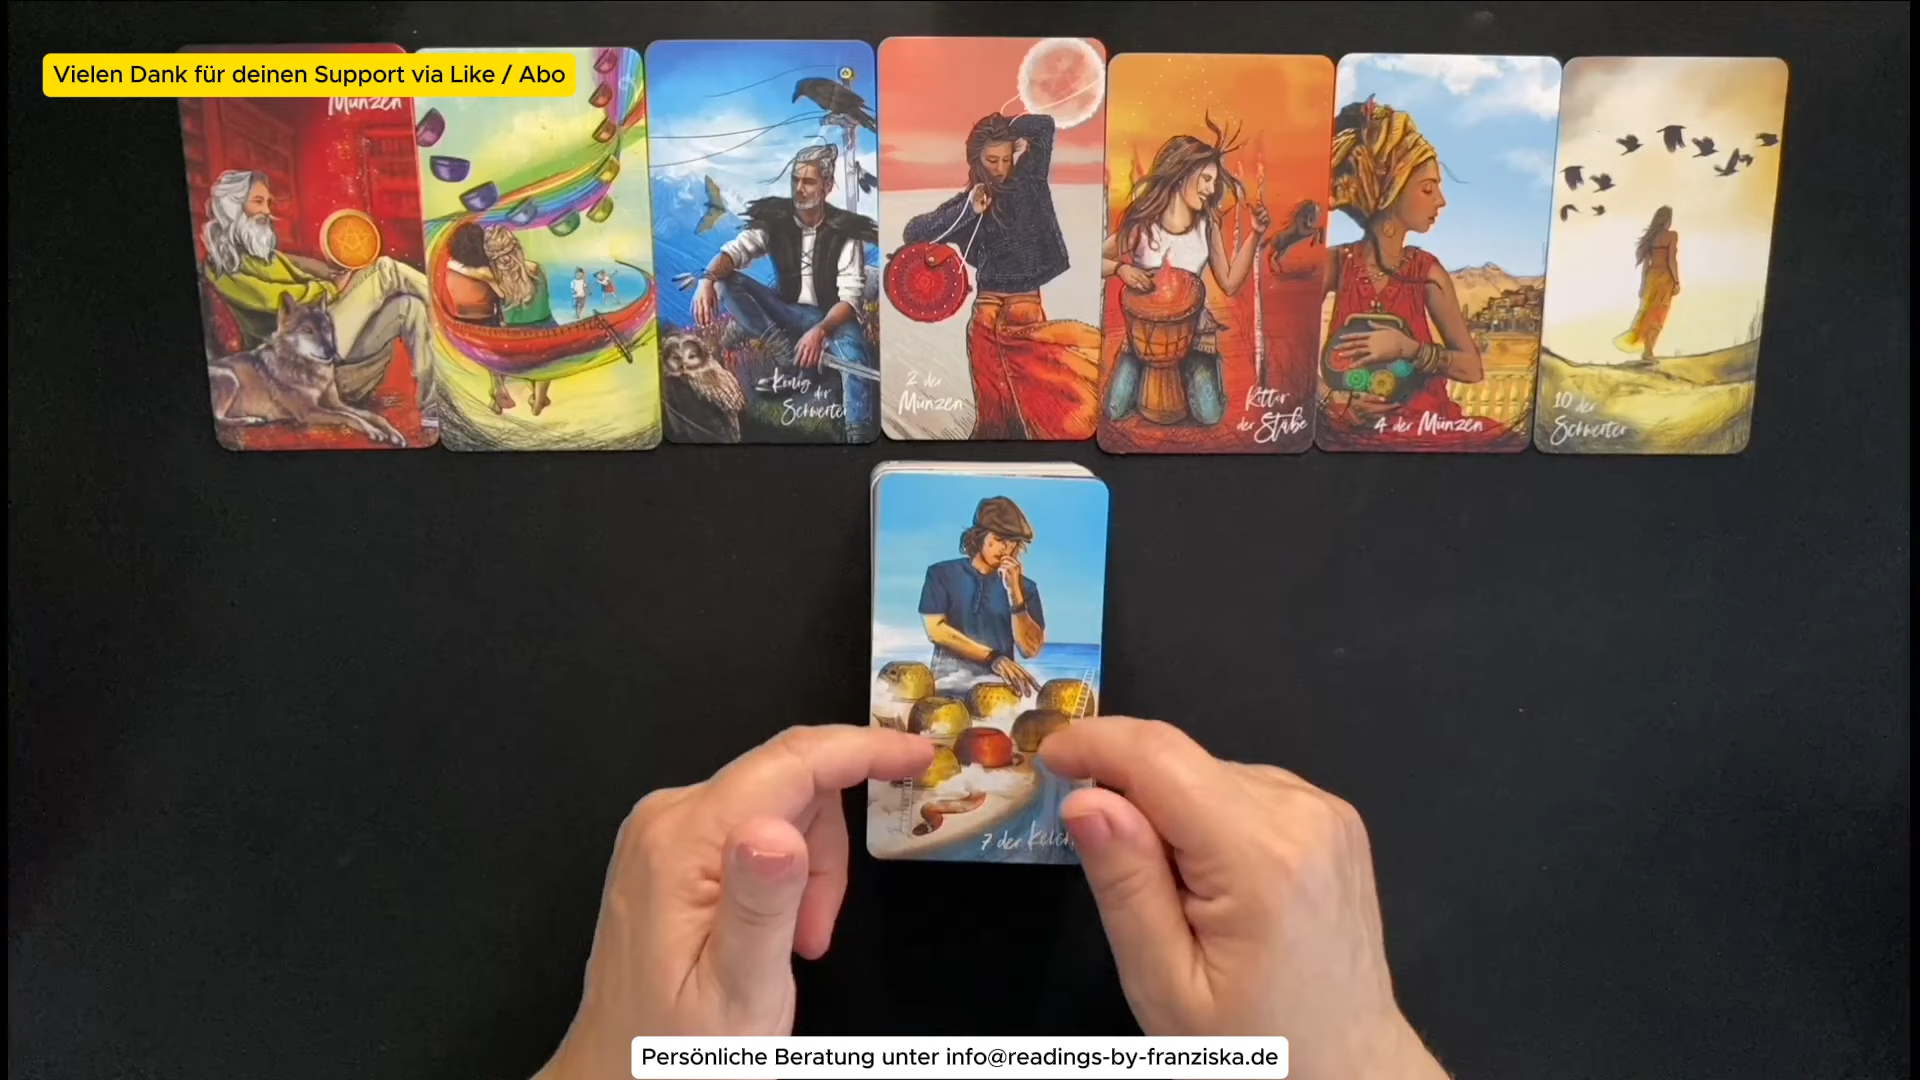 Vielen Dank für deinen Support via Like / Abo
Münzen
König
der
Schwerter
2 der
Münzen
Ritter
der Stäbe
4 der Münzen
10 der
Schwerter
7 der
Persönliche Beratung unter info@readings-by-franziska.de